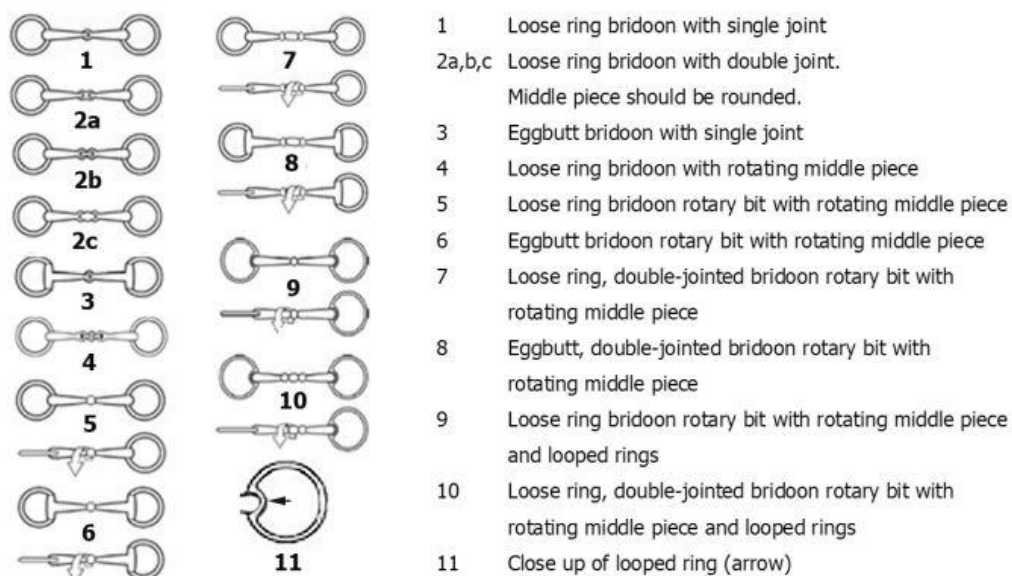 1
2a
2b
2c
3
4
5
6
7
8
9
10
11
1 Loose ring bridoon with single joint
2a,b,c Loose ring bridoon with double joint.
Middle piece should be rounded.
3 Eggbutt bridoon with single joint
4 Loose ring bridoon with rotating middle piece
5 Loose ring bridoon rotary bit with rotating middle piece
6 Eggbutt bridoon rotary bit with rotating middle piece
7 Loose ring, double-jointed bridoon rotary bit with
rotating middle piece
8 Eggbutt, double-jointed bridoon rotary bit with
rotating middle piece
9 Loose ring bridoon rotary bit with rotating middle piece
and looped rings
10 Loose ring, double-jointed bridoon rotary bit with
rotating middle piece and looped rings
11 Close up of looped ring (arrow)